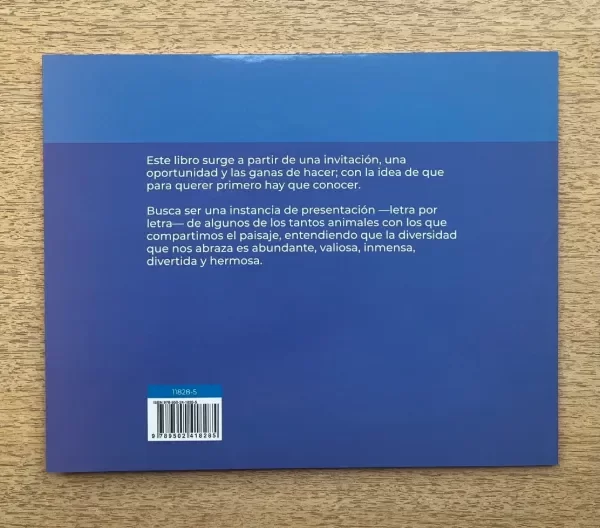 Este libro surge a partir de una invitación, una
oportunidad y las ganas de hacer; con la idea de que
para querer primero hay que conocer.
Busca ser una instancia de presentación —letra por
letra— de algunos de los tantos animales con los que
compartimos el paisaje, entendiendo que la diversidad
que nos abraza es abundante, valiosa, inmensa,
divertida y hermosa.
11828-5
9 789502 418285